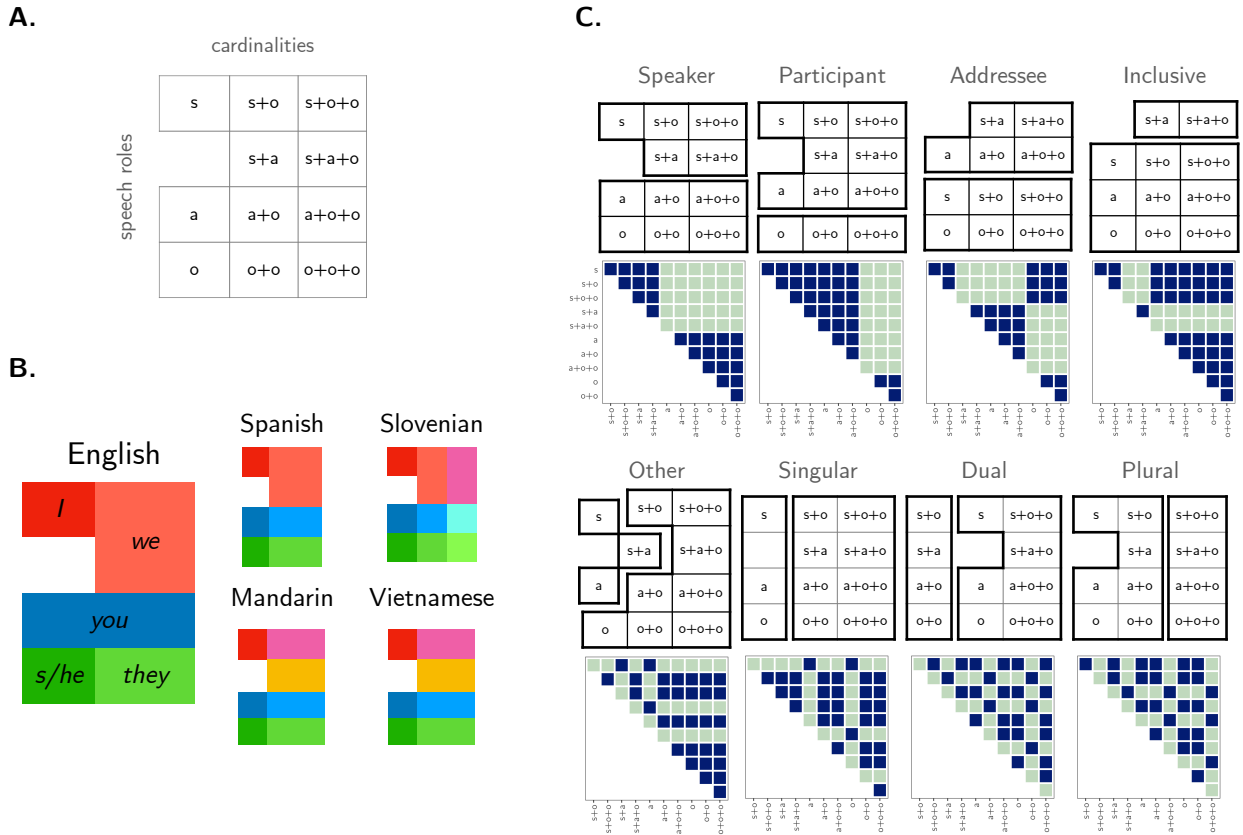 A.
cardinalities
speech roles
s s+o s+o+o
s+a s+a+o
a a+o a+o+o
o o+o o+o+o
B.
English
I
we
you
s/he they
Spanish
Slovenian
Mandarin
Vietnamese
C.
Speaker Participant Addressee Inclusive
s s+o s+o+o
s+a s+a+o
a a+o a+o+o
o o+o o+o+o
s s+o s+o+o
s+a s+a+o
a a+o a+o+o
o o+o o+o+o
s+a s+a+o
a a+o a+o+o
s s+o s+o+o
o o+o o+o+o
s+a s+a+o
s s+o s+o+o
a a+o a+o+o
o o+o o+o+o
s
s+o
s+o+o
s+a
s+a+o
a
a+o
a+o+o
o
o+o
s+o s+o+o s+a s+a+o a a+o a+o+o o o+o o+o+o
s+o s+o+o s+a s+a+o a a+o a+o+o o o+o o+o+o
s+o s+o+o s+a s+a+o a a+o a+o+o o o+o o+o+o
s+o s+o+o s+a s+a+o a a+o a+o+o o o+o o+o+o
Other Singular Dual Plural
s s+o s+o+o
s+a s+a+o
a a+o a+o+o
o o+o o+o+o
s s+o s+o+o
s+a s+a+o
a a+o a+o+o
o o+o o+o+o
s+o s s+o+o
s+a s+a+o
a+o a a+o+o
o+o o o+o+o
s s+o s+o+o
s+a s+a+o
a a+o a+o+o
o o+o o+o+o
s+o s+o+o s+a s+a+o a a+o a+o+o o o+o o+o+o
s+o s+o+o s+a s+a+o a a+o a+o+o o o+o o+o+o
s+o s+o+o s+a s+a+o a a+o a+o+o o o+o o+o+o
s+o s+o+o s+a s+a+o a a+o a+o+o o o+o o+o+o